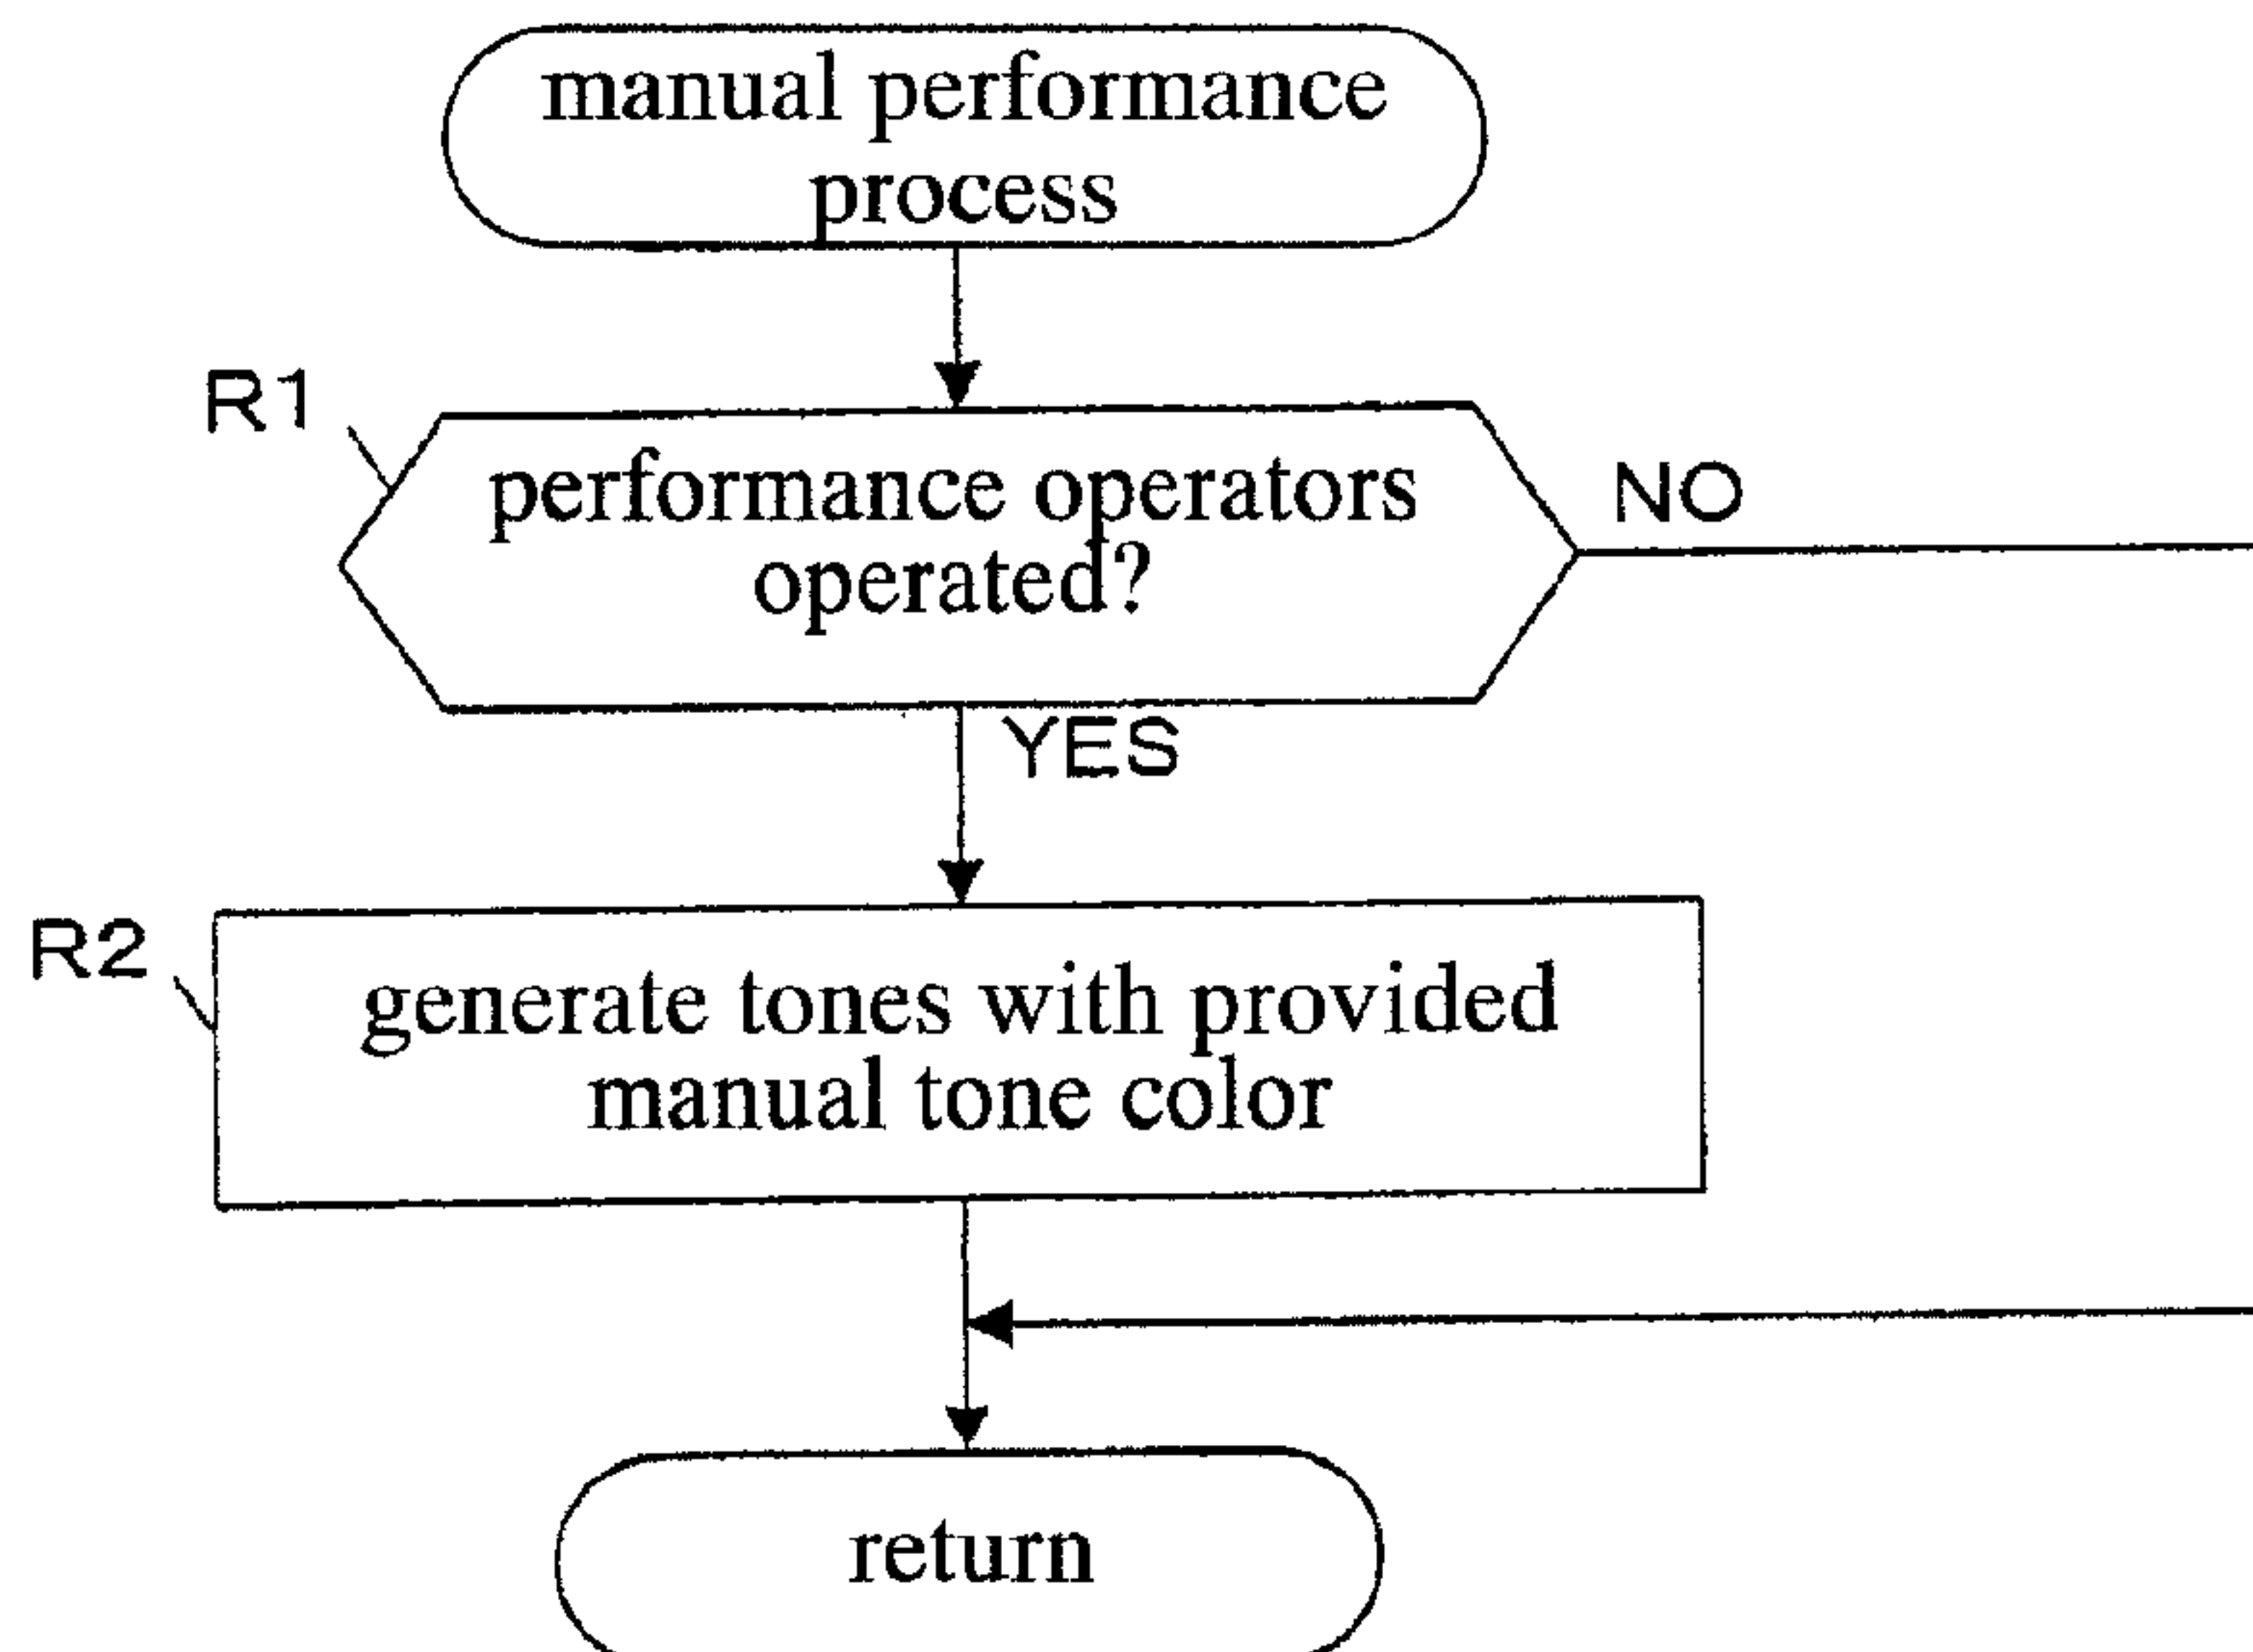 manual performance
process
R1
performance operators
operated?
NO
YES
R2
generate tones with provided
manual tone color
return